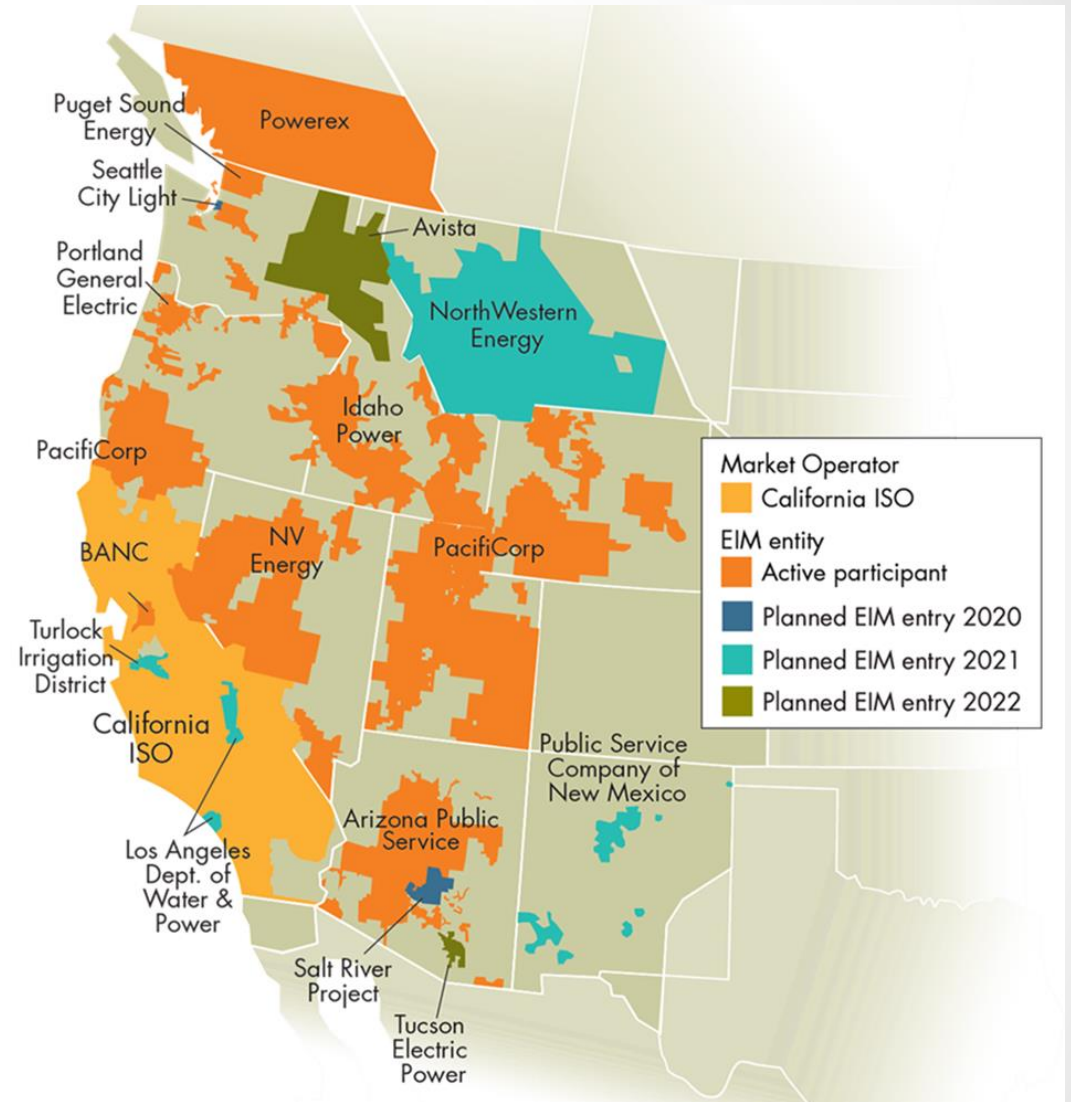 Puget Sound
Energy
Powerex
Seattle
City Light
Avista
Portland
General
Electric
NorthWestern
Energy
Idaho
Power
PacifiCorp
Market Operator
California ISO
EIM entity
Active participant
Planned EIM entry 2020
Planned EIM entry 2021
Planned EIM entry 2022
BANC
NV
Energy
PacifiCorp
Turlock
Irrigation
District
California
ISO
Public Service
Company of
New Mexico
Arizona Public
Service
Los Angeles
Dept. of
Water &
Power
Salt River
Project
Tucson
Electric
Power